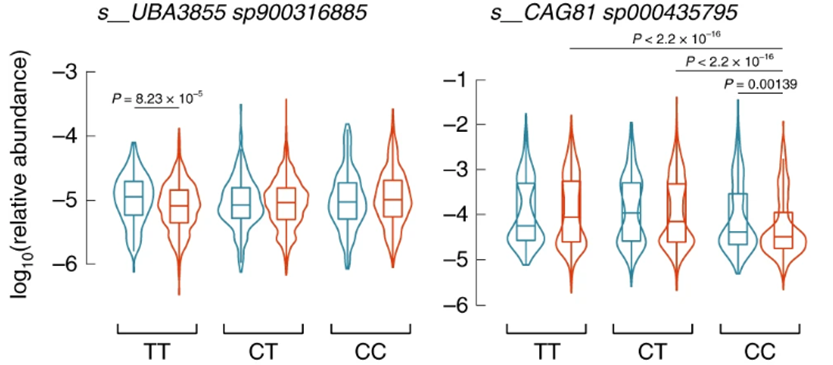 s__UBA3855 sp900316885
s__CAG81 sp000435795
log10(relative abundance)
P = 8.23 × 10−5
−3
−4
−5
−6
TT
CT
CC
P < 2.2 × 10−16
P < 2.2 × 10−16
P = 0.00139
−1
−2
−3
−4
−5
−6
TT
CT
CC